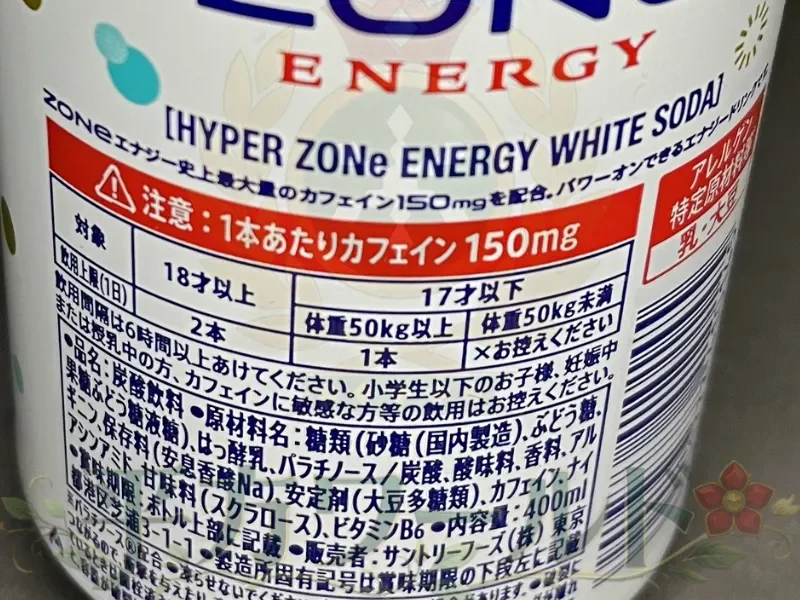 ZONe
ENERGY
[HYPER ZONe ENERGY WHITE SODA]
ZONeエナジー史上最大量のカフェイン150mgを配合。パワーオンできるエナジードリンクです
⚠注意：1本あたりカフェイン150mg
対象 18才以上 17才以下
体重50kg以上 体重50kg未満
飲用上限(1日) 2本 1本 ×お控えください
飲用間隔は6時間以上あけてください。小学生以下のお子様、妊娠中
または授乳中の方、カフェインに敏感な方等の飲用はお控えください。
アレルゲン
特定原材料
乳・大豆
●品名：炭酸飲料 ●原材料名：糖類(砂糖(国内製造)、ぶどう糖、
果糖ぶどう糖液糖)、はっ酵乳、パラチノース／炭酸、酸味料、香料、アル
ギニン、保存料(安息香酸Na)、安定剤(大豆多糖類)、カフェイン、ナイ
アシンアミド、甘味料(スクラロース)、ビタミンB6 ●内容量：400ml
●賞味期限：ボトル上部に記載 ●販売者：サントリーフーズ(株) 東京
都港区芝浦3-1-1 ●製造所固有記号は賞味期限の下段左に記載
※パラチノース®配合